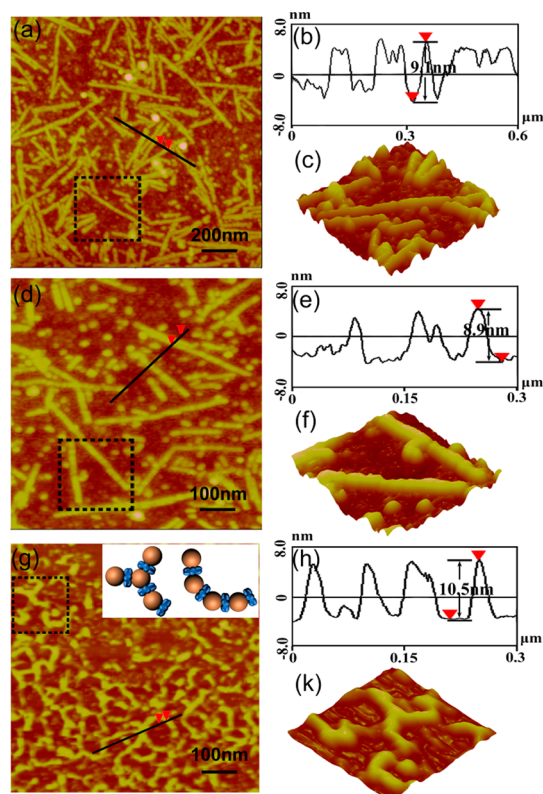 (a)
200nm
(b)
nm
8.0
0
-8.0
9.1nm
0
0.3
0.6
µm
(c)
(d)
100nm
(e)
nm
8.0
0
-8.0
8.9nm
0
0.15
0.3
µm
(f)
(g)
100nm
(h)
nm
8.0
0
-8.0
10.5nm
0
0.15
0.3
µm
(k)